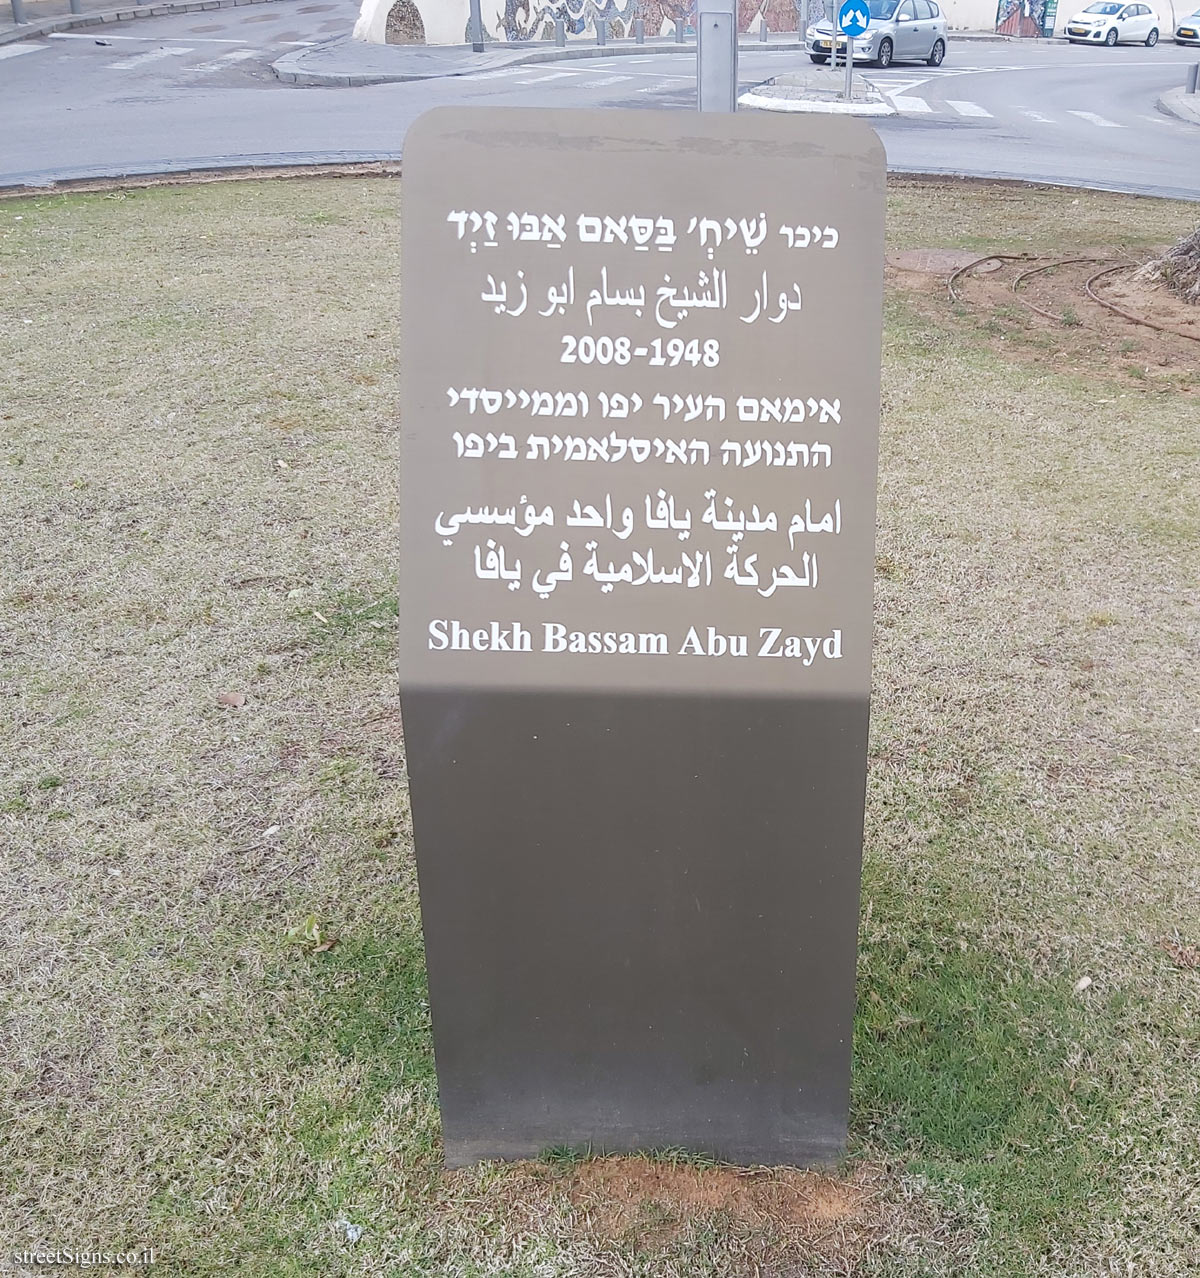 כיכר שֵׁיחְ' בַּסַּאם אַבּוּ זַיְד
دوار الشيخ بسام ابو زيد
2008-1948
אימאם העיר יפו וממייסדי
התנועה האיסלאמית ביפו
امام مدينة يافا واحد مؤسسي
الحركة الاسلامية في يافا
Shekh Bassam Abu Zayd
streetSigns.co.il